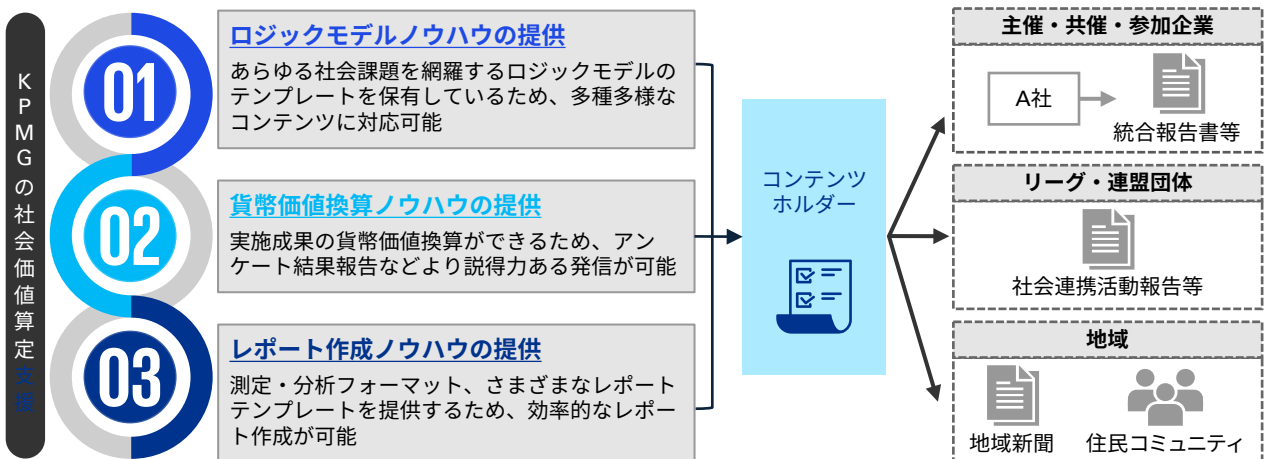 KPMGの社会価値算定支援
01
ロジックモデルノウハウの提供
あらゆる社会課題を網羅するロジックモデルの
テンプレートを保有しているため、多種多様な
コンテンツに対応可能
02
貨幣価値換算ノウハウの提供
実施成果の貨幣価値換算ができるため、アン
ケート結果報告などより説得力ある発信が可能
03
レポート作成ノウハウの提供
測定・分析フォーマット、さまざまなレポート
テンプレートを提供するため、効率的なレポー
ト作成が可能
コンテンツ
ホルダー
主催・共催・参加企業
A社
統合報告書等
リーグ・連盟団体
社会連携活動報告等
地域
地域新聞
住民コミュニティ